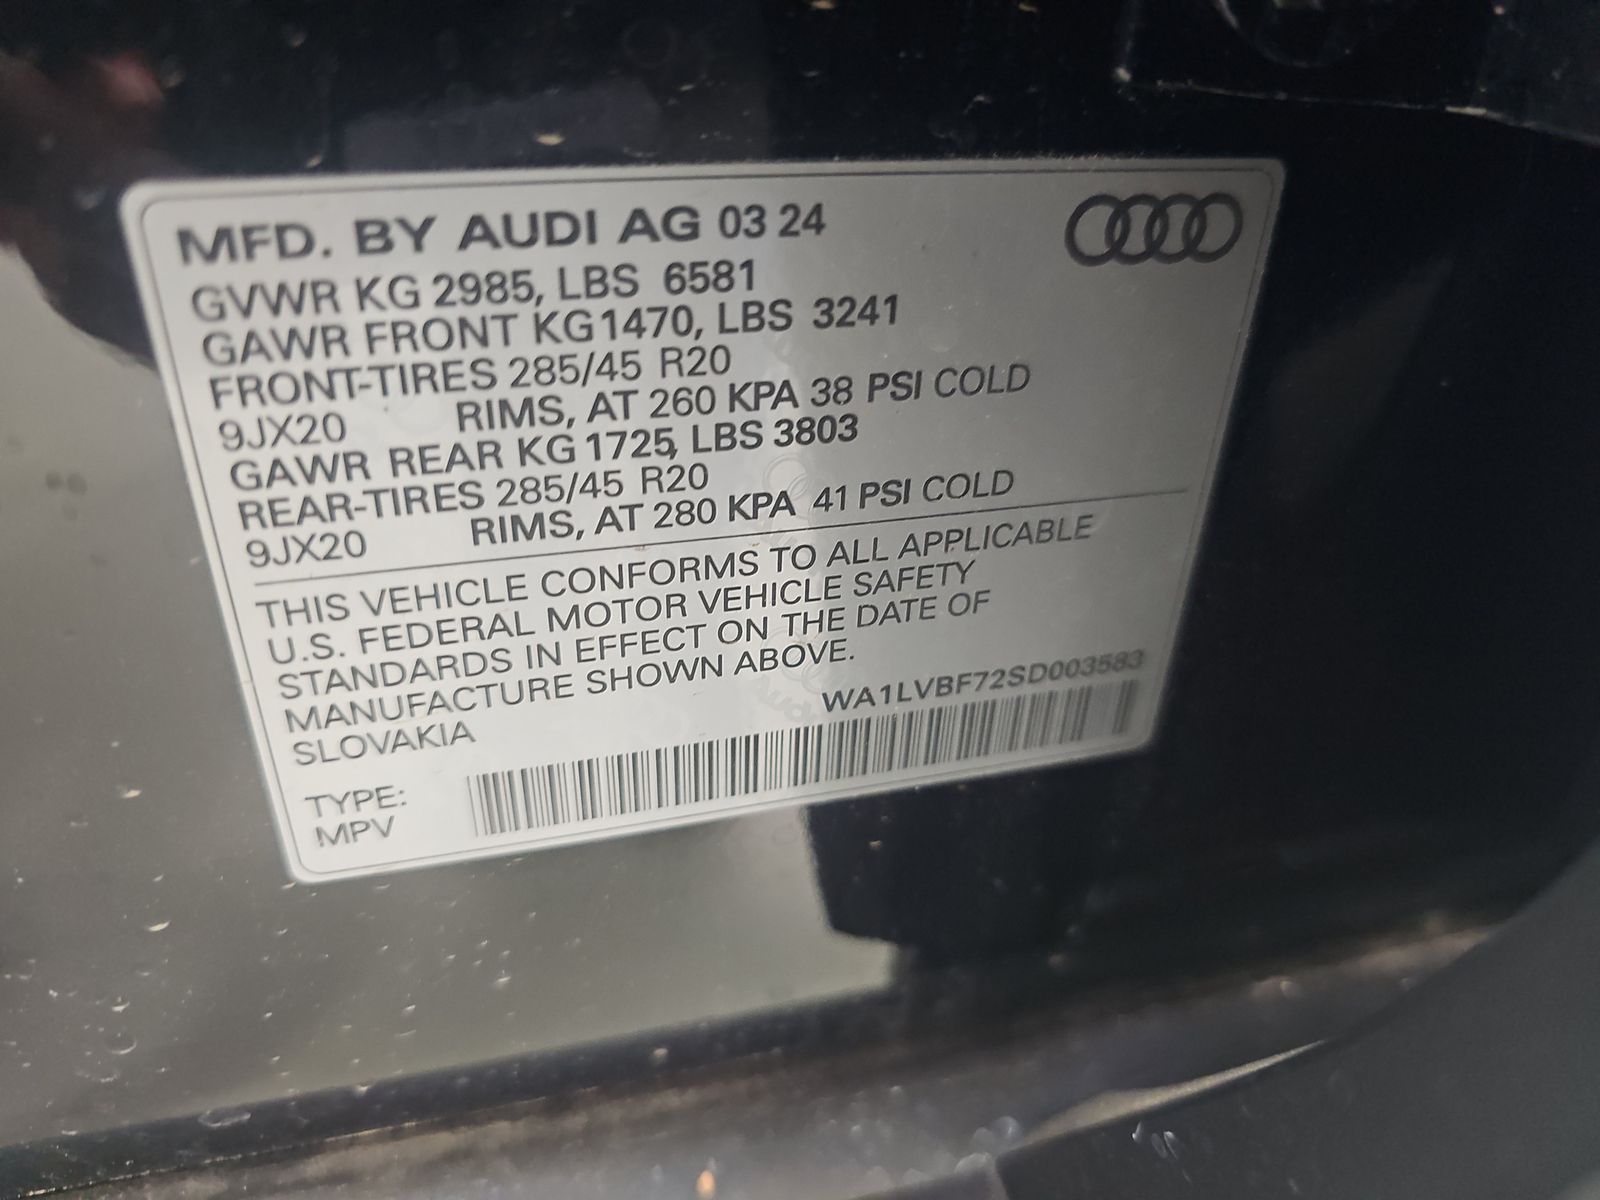 MFD. BY AUDI AG 03 24
GVWR KG 2985, LBS 6581
GAWR FRONT KG1470, LBS 3241
FRONT-TIRES 285/45 R20
9JX20 RIMS, AT 260 KPA 38 PSI COLD
GAWR REAR KG 1725, LBS 3803
REAR-TIRES 285/45 R20
9JX20 RIMS, AT 280 KPA 41 PSI COLD
THIS VEHICLE CONFORMS TO ALL APPLICABLE
U.S. FEDERAL MOTOR VEHICLE SAFETY
STANDARDS IN EFFECT ON THE DATE OF
MANUFACTURE SHOWN ABOVE.
WA1LVBF72SD003583
SLOVAKIA
TYPE:
MPV